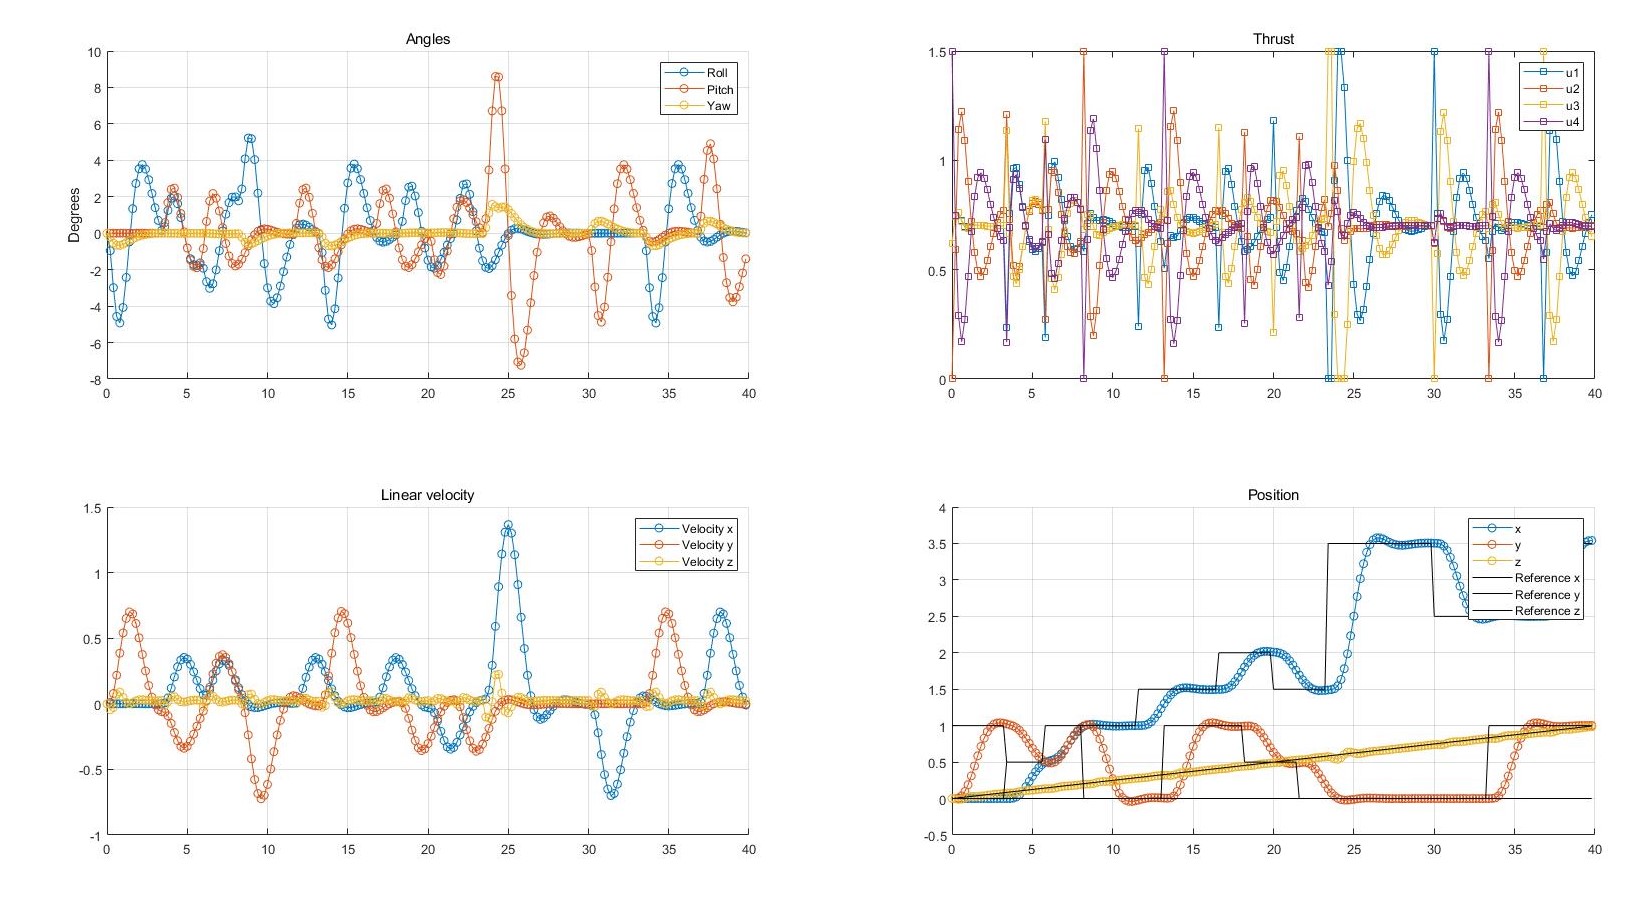 Angles
10
8
6
4
2
0
-2
-4
-6
-8
Degrees
0 5 10 15 20 25 30 35 40
Roll
Pitch
Yaw
Thrust
1.5
1
0.5
0
0 5 10 15 20 25 30 35 40
u1
u2
u3
u4
Linear velocity
1.5
1
0.5
0
-0.5
-1
0 5 10 15 20 25 30 35 40
Velocity x
Velocity y
Velocity z
Position
4
3.5
3
2.5
2
1.5
1
0.5
0
-0.5
0 5 10 15 20 25 30 35 40
x
y
z
Reference x
Reference y
Reference z